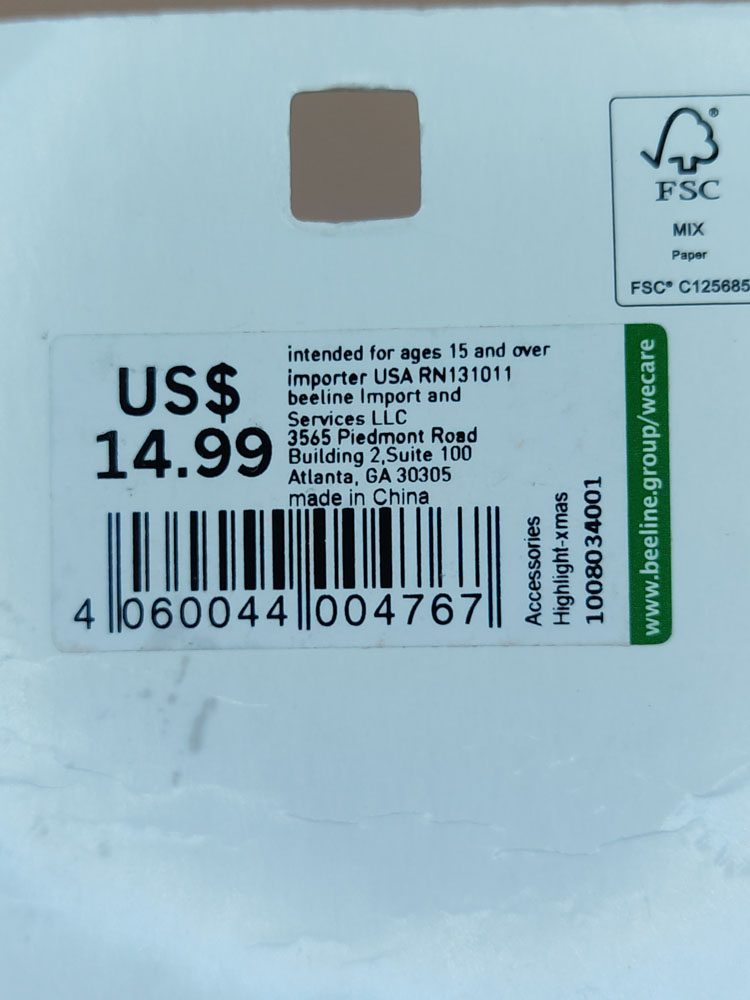 FSC®
MIX
Paper
FSC® C125685
US$
14.99
intended for ages 15 and over
importer USA RN131011
beeline Import and
Services LLC
3565 Piedmont Road
Building 2,Suite 100
Atlanta, GA 30305
made in China
4 060044 004767
Accessories
Highlight-xmas
1008034001
www.beeline.group/wecare